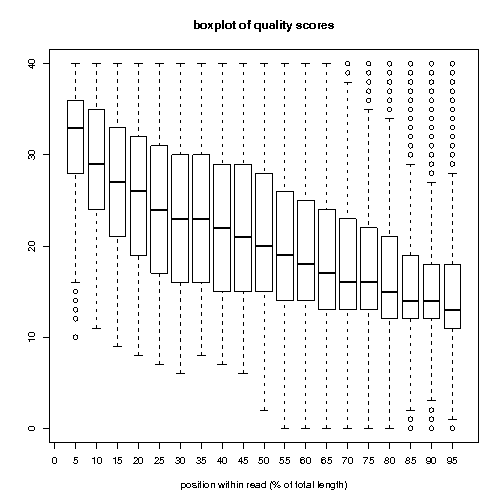 boxplot of quality scores
40
30
20
10
0
0 5 10 15 20 25 30 35 40 45 50 55 60 65 70 75 80 85 90 95
position within read (% of total length)